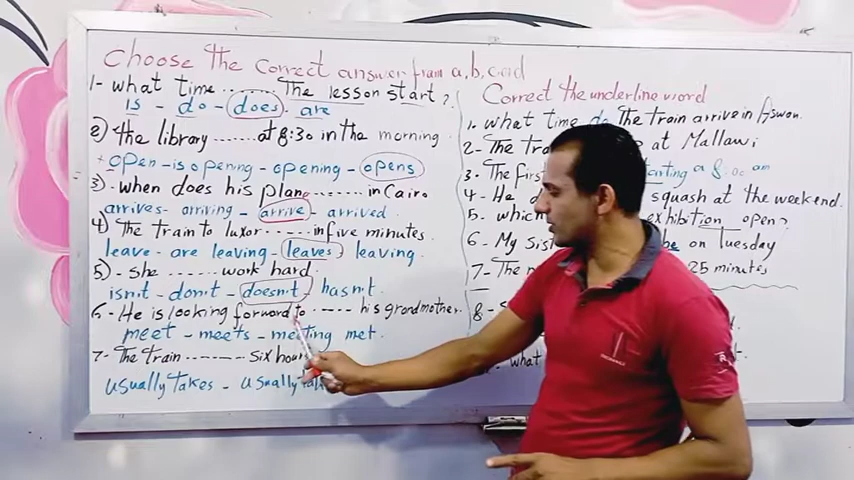 Choose The Correct answer from a, b, c or d
1- what time ........ The lesson start ?
is - do - does - are
2) the library ....... at 8:30 in the morning
open - is opening - opening - opens
3) - when does his plane ........ in Cairo
arrives - arriving - arrive - arrived
4) The train to luxor ...... in five minutes
leave - are leaving - leaves - leaving
5) - she ...... work hard
isn't - don't - doesn't - hasn't
6 - He is looking forward to ...... his grandmother.
meet - meets - meeting met
7- The train ........ six hours
usually takes - usually
Correct the underline word
1. what time do The train arrive in Aswan
2- The at Mallawi
3. The a 8:00 am
4- He squash at the weekend.
5- exhibition open?
6- My on Tuesday
7- The 25 minutes
8-
what